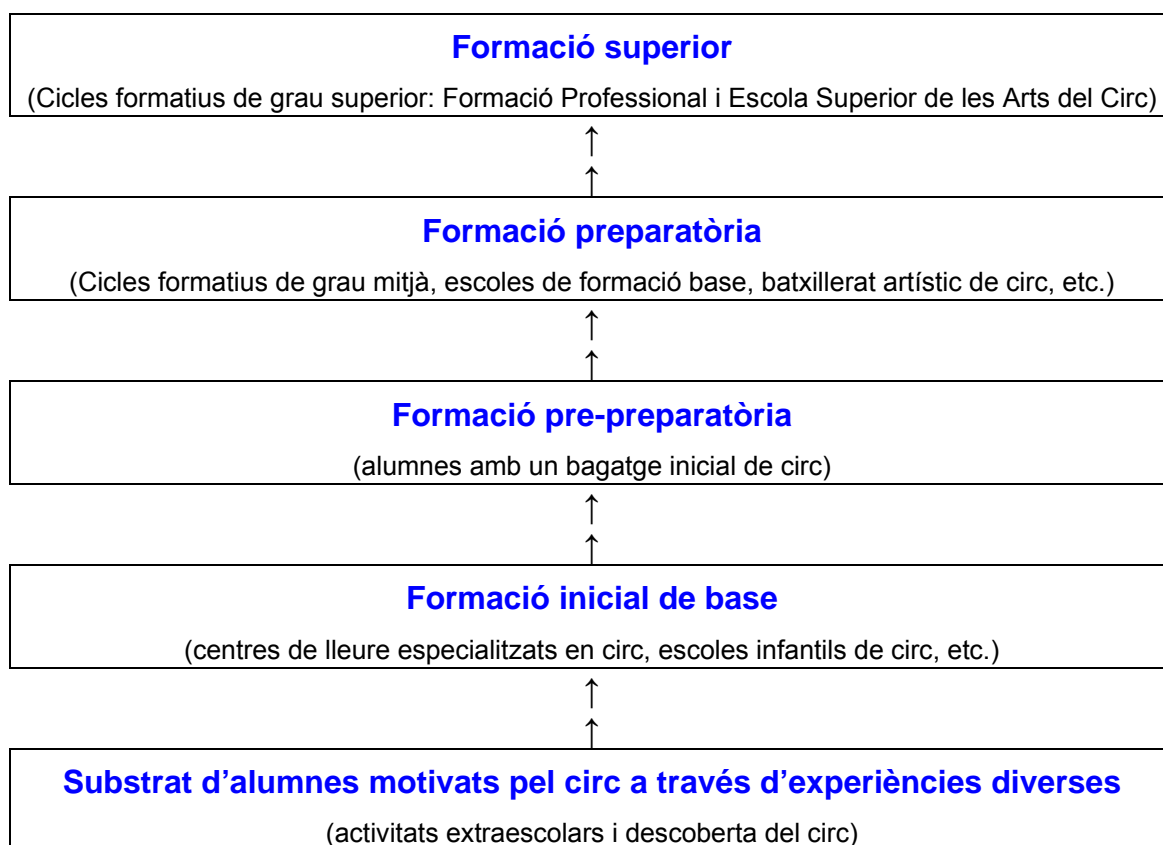 Formació superior
(Cicles formatius de grau superior: Formació Professional i Escola Superior de les Arts del Circ)
↑
↑
Formació preparatòria
(Cicles formatius de grau mitjà, escoles de formació base, batxillerat artístic de circ, etc.)
↑
↑
Formació pre-preparatòria
(alumnes amb un bagatge inicial de circ)
↑
↑
Formació inicial de base
(centres de lleure especialitzats en circ, escoles infantils de circ, etc.)
↑
↑
Substrat d’alumnes motivats pel circ a través d’experiències diverses
(activitats extraescolars i descoberta del circ)